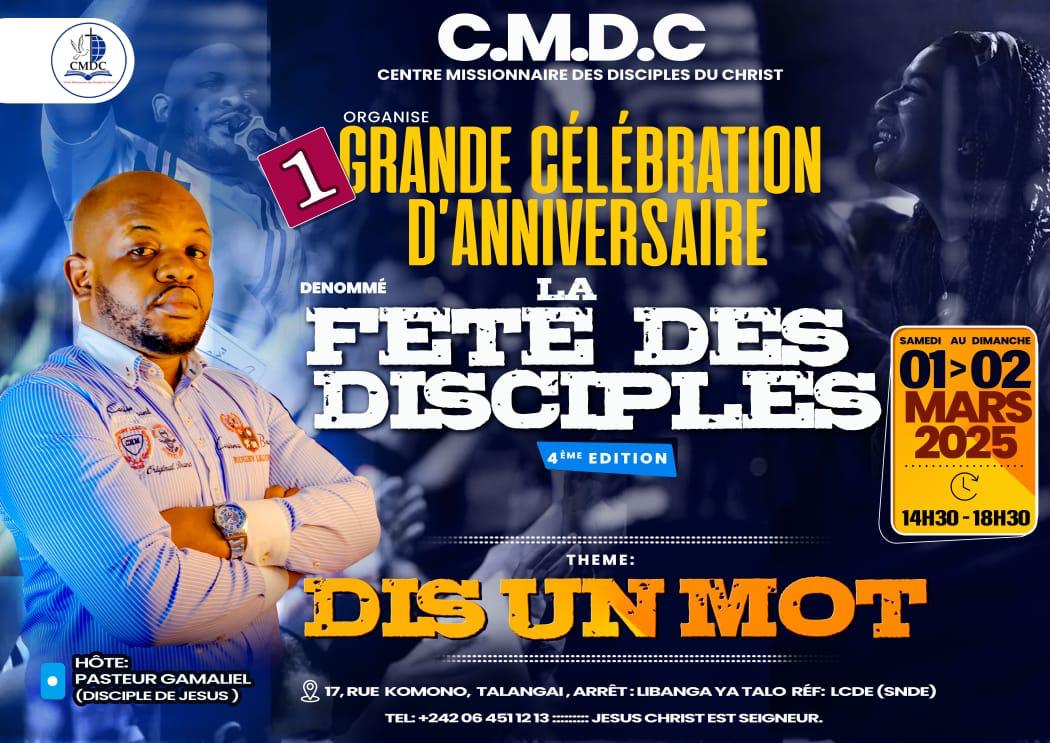 CMDC
C.M.D.C
CENTRE MISSIONNAIRE DES DISCIPLES DU CHRIST
ORGANISE
1 GRANDE CÉLÉBRATION
D'ANNIVERSAIRE
DENOMMÉ
LA
FETE DES
DISCIPLES
4ÈME EDITION
SAMEDI AU DIMANCHE
01>02
MARS
2025
14H30 - 18H30
THEME:
DIS UN MOT
HÔTE:
PASTEUR GAMALIEL
(DISCIPLE DE JESUS )
17, RUE KOMONO, TALANGAI, ARRÊT : LIBANGA YA TALO RÉF: LCDE (SNDE)
TEL: +242 06 451 12 13 ::::::::: JESUS CHRIST EST SEIGNEUR.